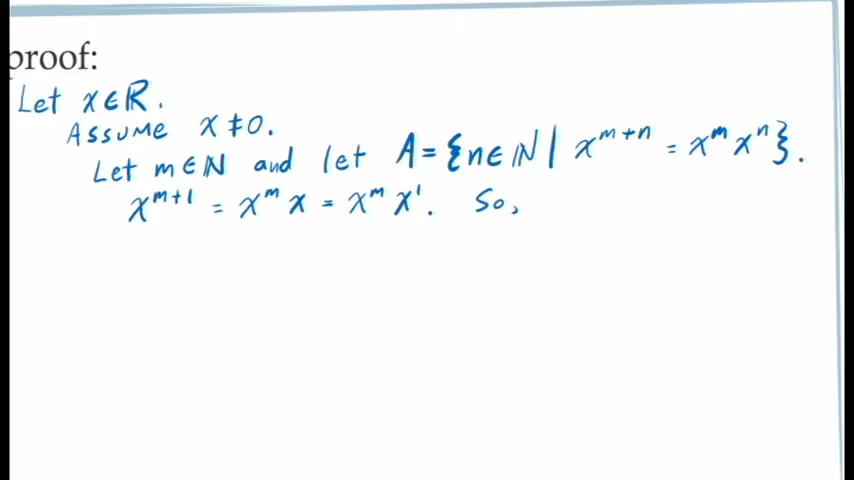 proof:
Let x∈ℝ.
Assume x≠0.
Let m∈ℕ and let A={n∈ℕ | x^{m+n} = x^m x^n}.
x^{m+1} = x^m x = x^m x^1. So,